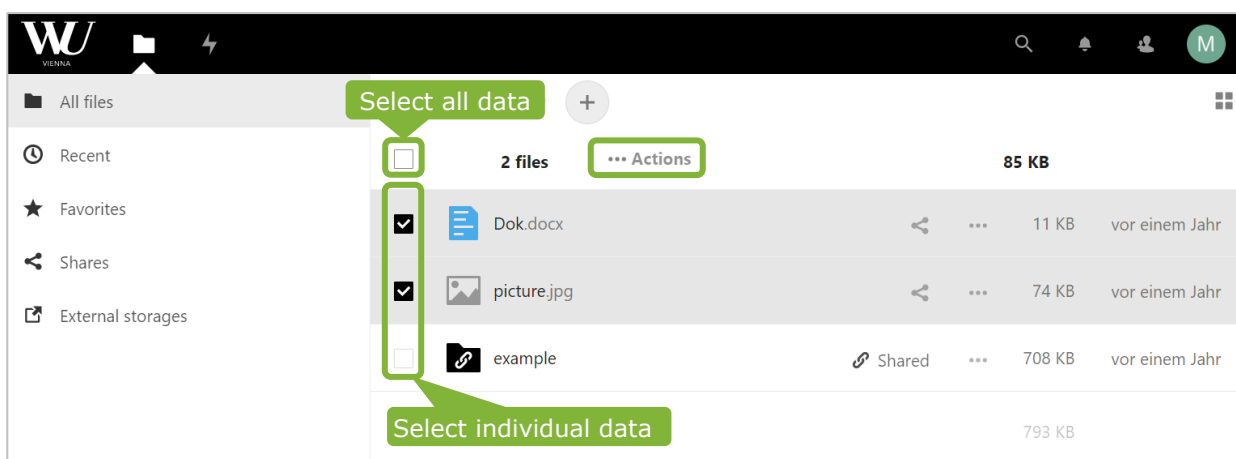 WU
VIENNA
M
All files
Select all data
+
Recent
2 files ••• Actions 85 KB
Favorites
Dok.docx ••• 11 KB vor einem Jahr
Shares
picture.jpg ••• 74 KB vor einem Jahr
External storages
example Shared ••• 708 KB vor einem Jahr
Select individual data
793 KB